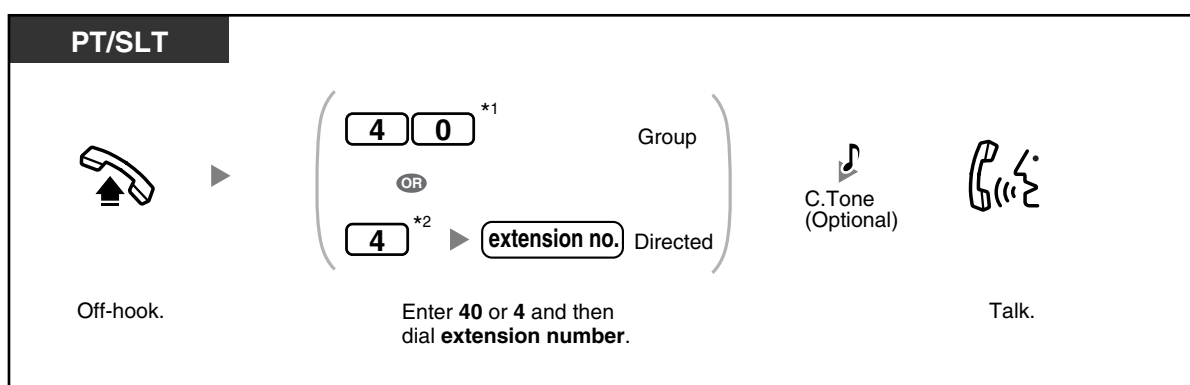 PT/SLT
4 0 *1 Group
OR
4 *2 extension no. Directed
C.Tone
(Optional)
Off-hook.
Enter 40 or 4 and then
dial extension number.
Talk.